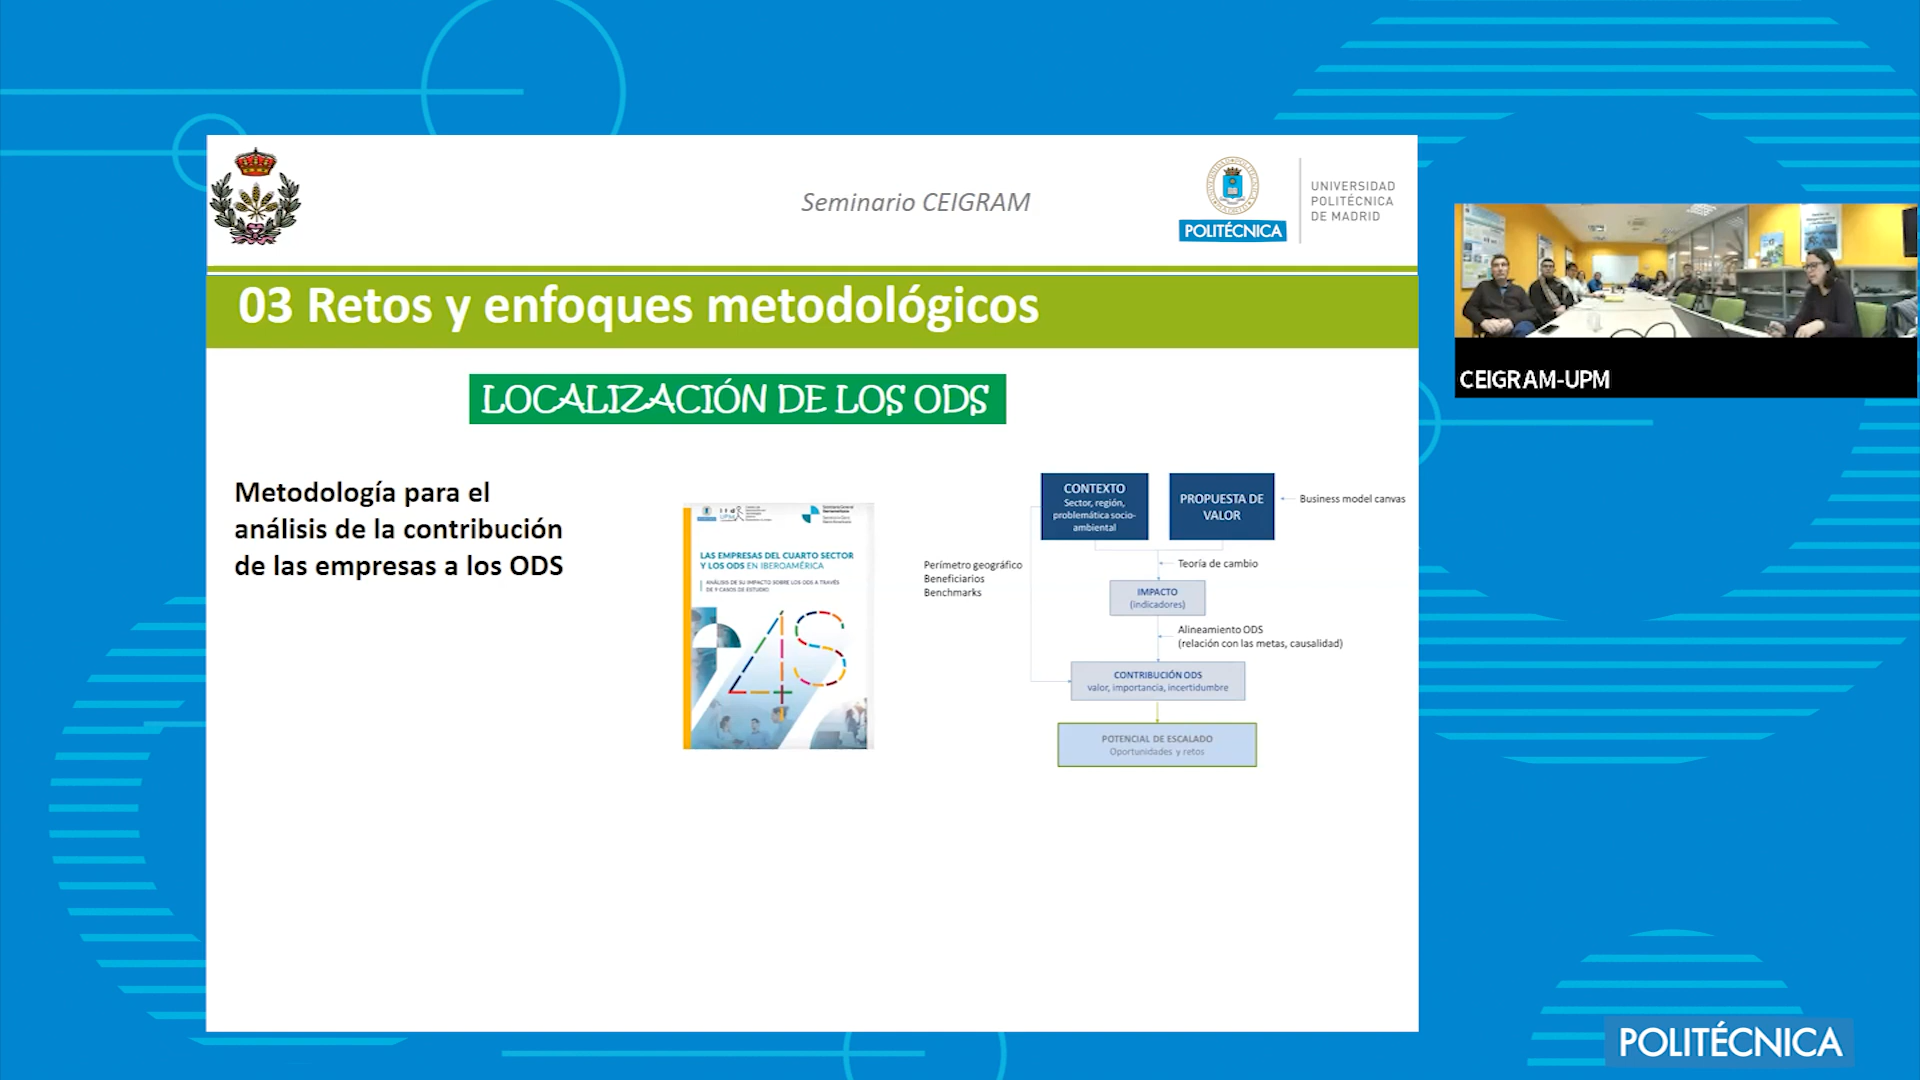 Seminario CEIGRAM
POLITÉCNICA
UNIVERSIDAD
POLITÉCNICA
DE MADRID
03 Retos y enfoques metodológicos
LOCALIZACIÓN DE LOS ODS
Metodología para el
análisis de la contribución
de las empresas a los ODS
LAS EMPRESAS DEL CUARTO SECTOR
Y LOS ODS EN IBEROAMÉRICA
ANÁLISIS DE SU IMPACTO SOBRE LOS ODS A TRAVÉS
DE 9 CASOS DE ESTUDIO
4S
CONTEXTO
Sector, región,
problemática socio-
ambiental
PROPUESTA DE
VALOR
Business model canvas
Perímetro geográfico
Beneficiarios
Benchmarks
Teoría de cambio
IMPACTO
(indicadores)
Alineamiento ODS
(relación con las metas, causalidad)
CONTRIBUCIÓN ODS
valor, importancia, incertidumbre
POTENCIAL DE ESCALADO
Oportunidades y retos
CEIGRAM-UPM
POLITÉCNICA